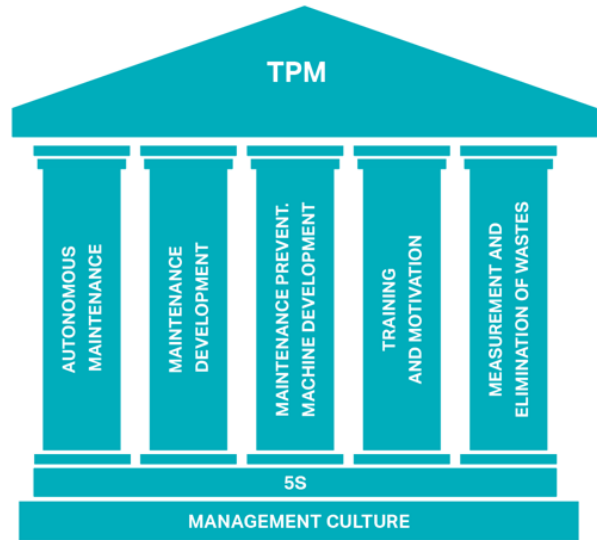 TPM
AUTONOMOUS
MAINTENANCE
MAINTENANCE
DEVELOPMENT
MAINTENANCE PREVENT.
MACHINE DEVELOPMENT
TRAINING
AND MOTIVATION
MEASUREMENT AND
ELIMINATION OF WASTES
5S
MANAGEMENT CULTURE